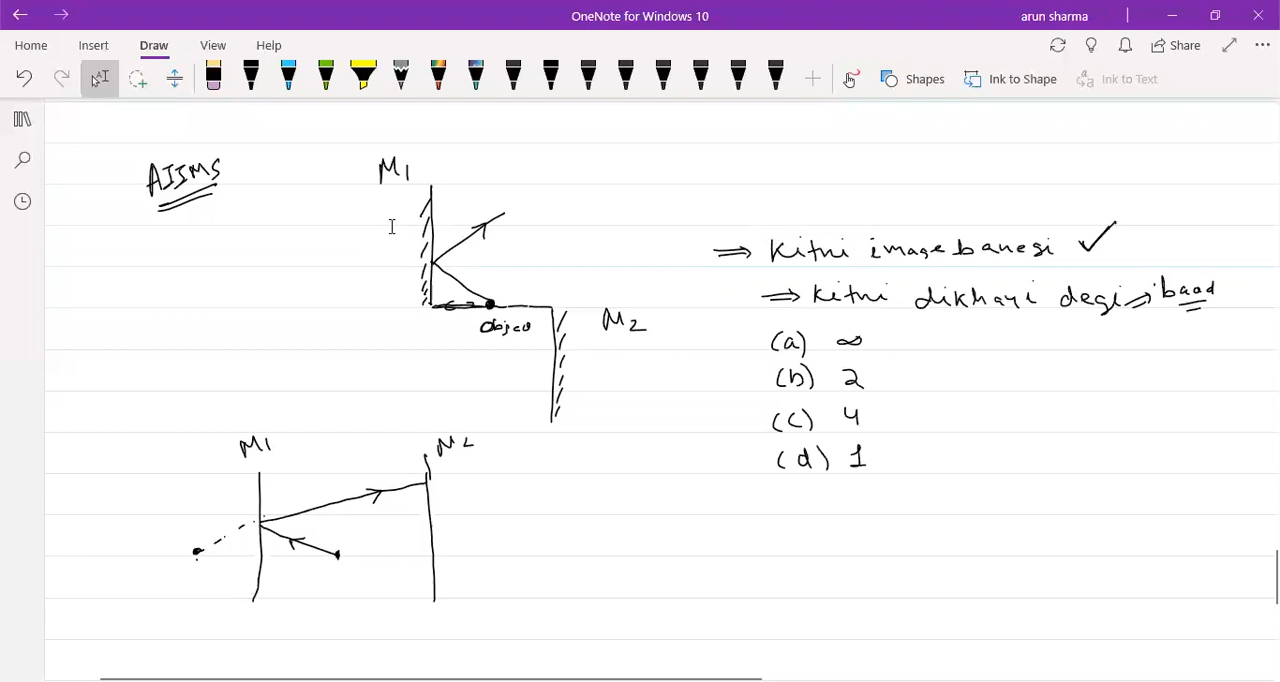 OneNote for Windows 10
arun sharma
Home Insert Draw View Help
Share
Shapes Ink to Shape Ink to Text
AIIMS
M1
⇒ Kitni image banegi ✓
⇒ Kitni dikhayi degi ⇒ baad
Objec
M2
(a) ∞
(b) 2
(c) 4
(d) 1
M1 M2